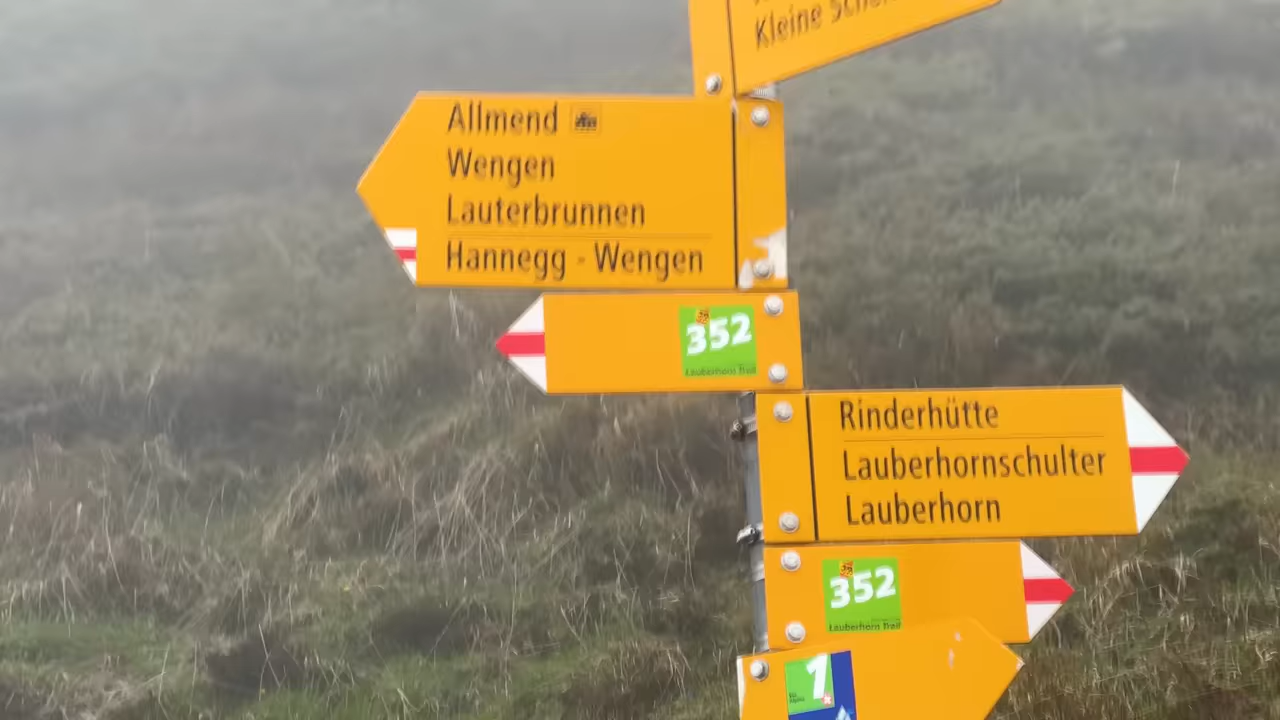 Kleine
Allmend
Wengen
Lauterbrunnen
Hannegg - Wengen
352
Lauberhorn Trail
Rinderhütte
Lauberhornschulter
Lauberhorn
352
Lauberhorn Trail
1